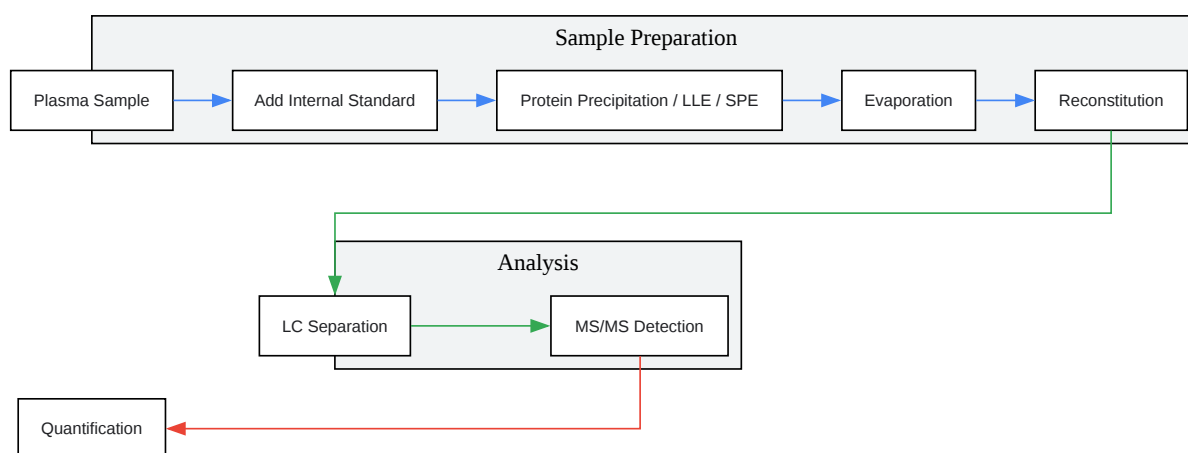 Sample Preparation
Plasma Sample
Add Internal Standard
Protein Precipitation / LLE / SPE
Evaporation
Reconstitution
Analysis
LC Separation
MS/MS Detection
Quantification